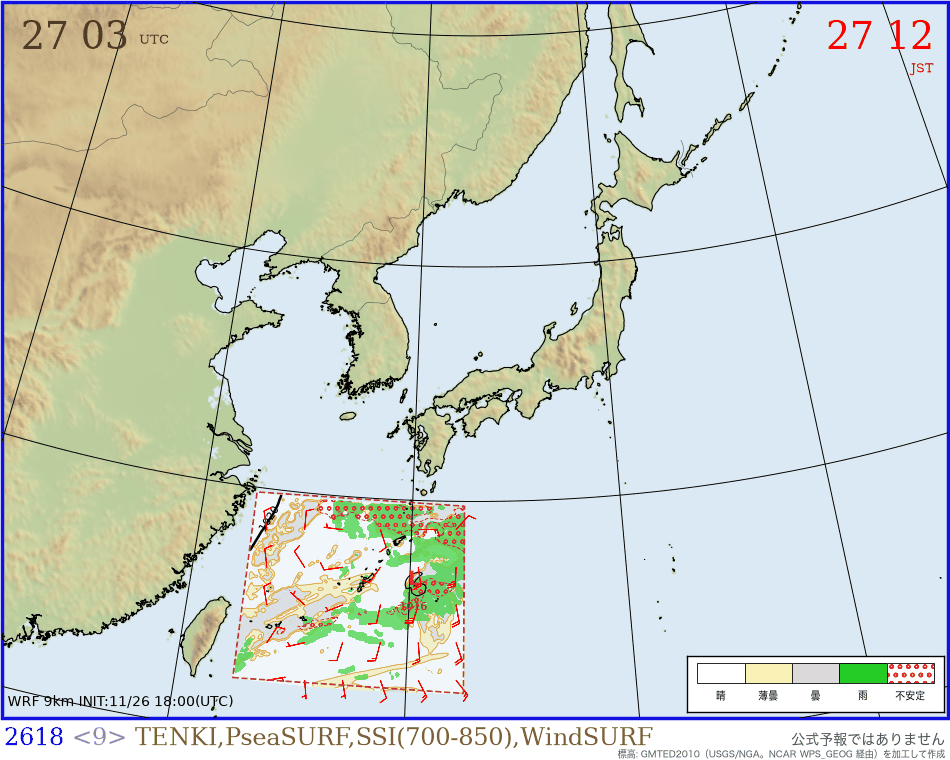 27 03 UTC
27 12
JST
1016
晴 薄曇 曇 雨 不安定
WRF 9km INIT:11/26 18:00(UTC)
2618 <9> TENKI,PseaSURF,SSI(700-850),WindSURF
公式予報ではありません
標高: GMTED2010（USGS/NGA。NCAR WPS_GEOG 経由）を加工して作成